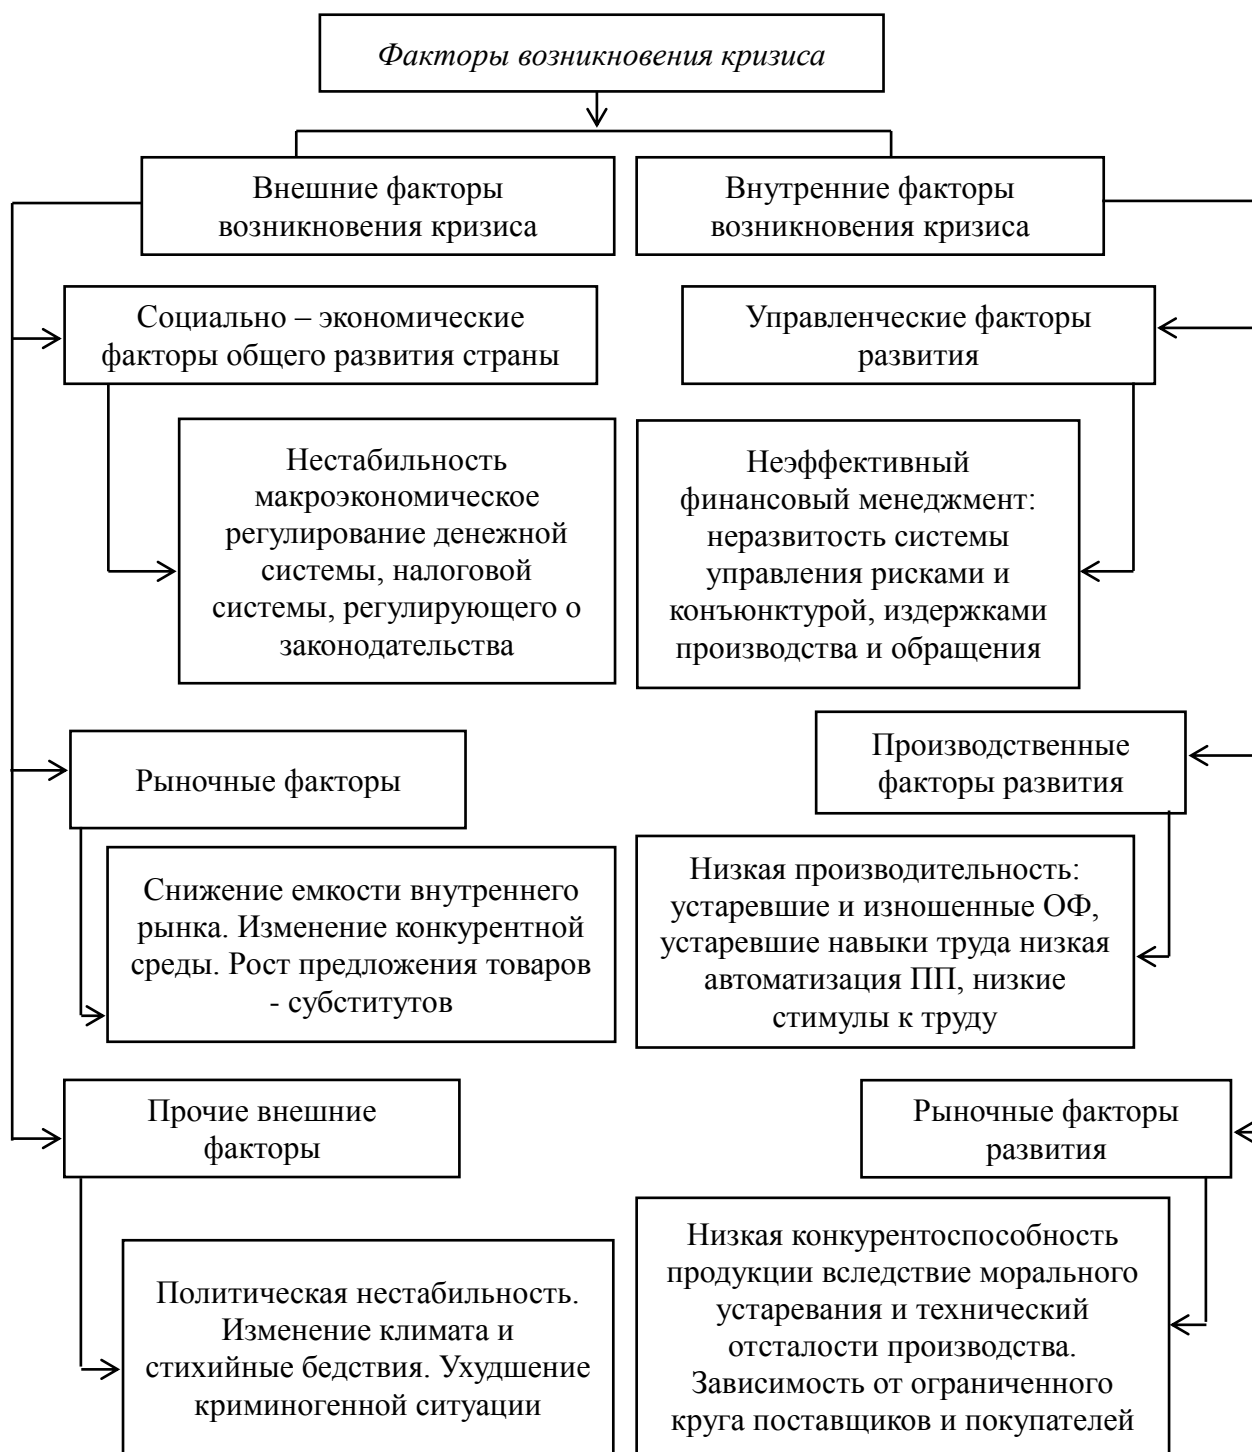 Факторы возникновения кризиса
Внешние факторы
возникновения кризиса
Внутренние факторы
возникновения кризиса
Социально – экономические
факторы общего развития страны
Управленческие факторы
развития
Нестабильность
макроэкономическое
регулирование денежной
системы, налоговой
системы, регулирующего о
законодательства
Неэффективный
финансовый менеджмент:
неразвитость системы
управления рисками и
конъюнктурой, издержками
производства и обращения
Рыночные факторы
Производственные
факторы развития
Снижение емкости внутреннего
рынка. Изменение конкурентной
среды. Рост предложения товаров
- субститутов
Низкая производительность:
устаревшие и изношенные ОФ,
устаревшие навыки труда низкая
автоматизация ПП, низкие
стимулы к труду
Прочие внешние
факторы
Рыночные факторы
развития
Политическая нестабильность.
Изменение климата и
стихийные бедствия. Ухудшение
криминогенной ситуации
Низкая конкурентоспособность
продукции вследствие морального
устаревания и технический
отсталости производства.
Зависимость от ограниченного
круга поставщиков и покупателей